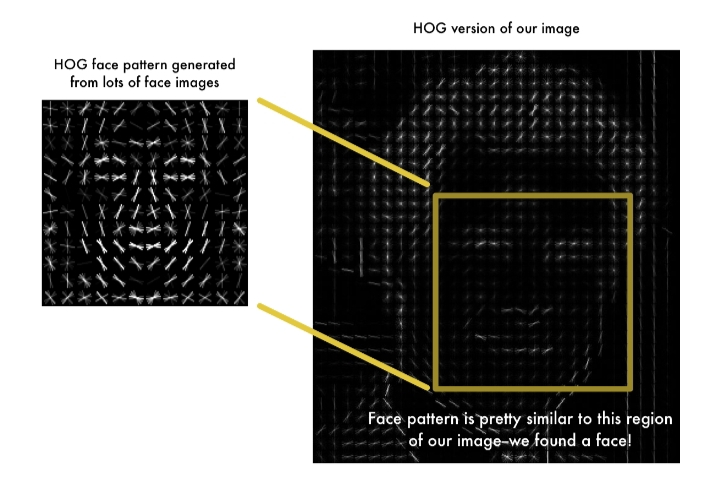 HOG version of our image
HOG face pattern generated
from lots of face images
Face pattern is pretty similar to this region
of our image–we found a face!